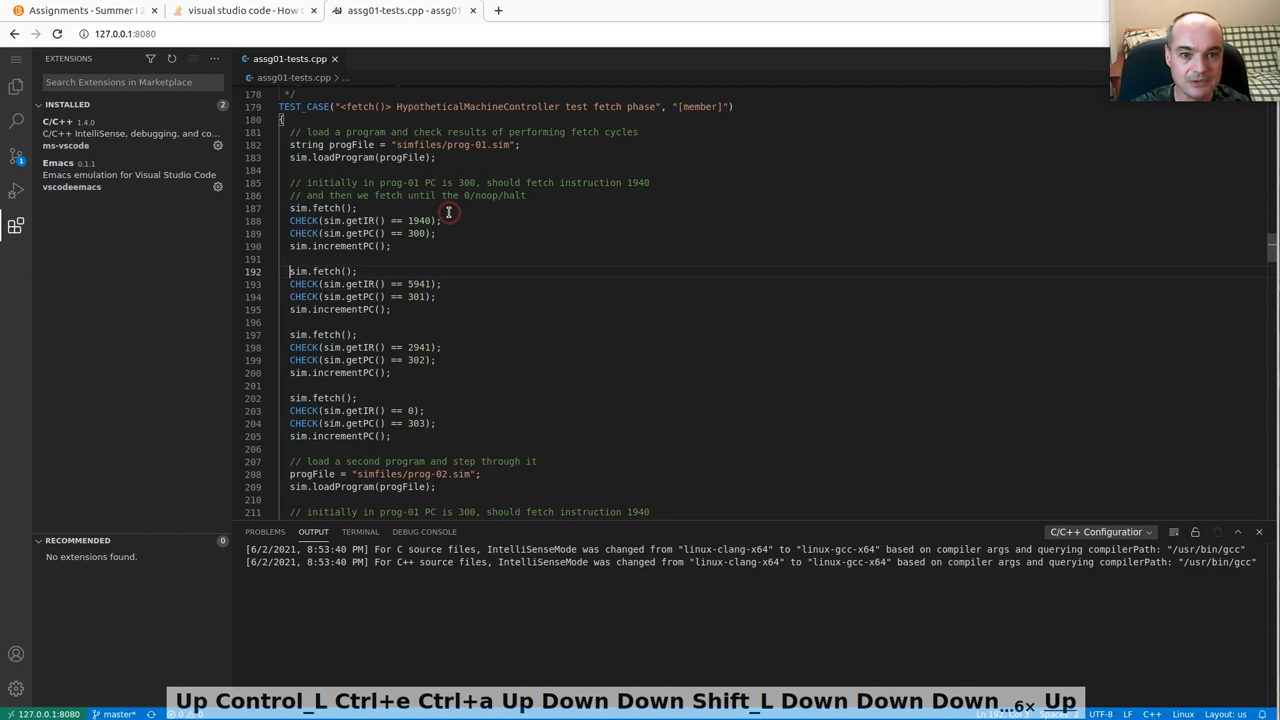 Assignments - Summer I 2
visual studio code - How t
assg01-tests.cpp - assg01
127.0.0.1:8080
EXTENSIONS
Search Extensions in Marketplace
INSTALLED
2
C/C++ 1.4.0
C/C++ IntelliSense, debugging, and co...
ms-vscode
Emacs 0.1.1
Emacs emulation for Visual Studio Code
vscodeemacs
1
RECOMMENDED
0
No extensions found.
assg01-tests.cpp
assg01-tests.cpp > ...
178 */
179 TEST_CASE("<fetch()> HypotheticalMachineController test fetch phase", "[member]")
180 {
181 // load a program and check results of performing fetch cycles
182 string progFile = "simfiles/prog-01.sim";
183 sim.loadProgram(progFile);
184
185 // initially in prog-01 PC is 300, should fetch instruction 1940
186 // and then we fetch until the 0/noop/halt
187 sim.fetch();
188 CHECK(sim.getIR() == 1940);
189 CHECK(sim.getPC() == 300);
190 sim.incrementPC();
191
192 sim.fetch();
193 CHECK(sim.getIR() == 5941);
194 CHECK(sim.getPC() == 301);
195 sim.incrementPC();
196
197 sim.fetch();
198 CHECK(sim.getIR() == 2941);
199 CHECK(sim.getPC() == 302);
200 sim.incrementPC();
201
202 sim.fetch();
203 CHECK(sim.getIR() == 0);
204 CHECK(sim.getPC() == 303);
205 sim.incrementPC();
206
207 // load a second program and step through it
208 progFile = "simfiles/prog-02.sim";
209 sim.loadProgram(progFile);
210
211 // initially in prog-01 PC is 300, should fetch instruction 1940
PROBLEMS OUTPUT TERMINAL DEBUG CONSOLE
C/C++ Configuration
[6/2/2021, 8:53:40 PM] For C source files, IntelliSenseMode was changed from "linux-clang-x64" to "linux-gcc-x64" based on compiler args and querying compilerPath: "/usr/bin/gcc"
[6/2/2021, 8:53:40 PM] For C++ source files, IntelliSenseMode was changed from "linux-clang-x64" to "linux-gcc-x64" based on compiler args and querying compilerPath: "/usr/bin/gcc"
Up Control_L Ctrl+e Ctrl+a Up Down Down Shift_L Down Down Down...6× Up
127.0.0.1:8080 master* 0 0 Ln 192, Col 3 Spaces: 2 UTF-8 LF C++ Linux Layout: us